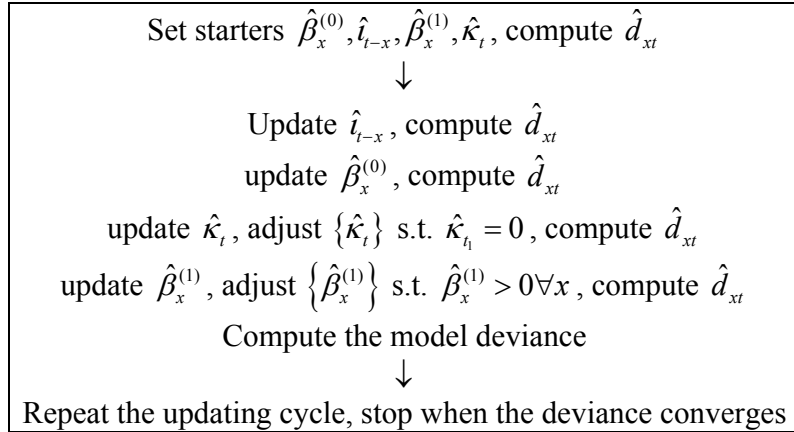 Set starters $\hat{\beta}_x^{(0)}, \hat{\iota}_{t-x}, \hat{\beta}_x^{(1)}, \hat{\kappa}_t$, compute $\hat{d}_{xt}$
↓
Update $\hat{\iota}_{t-x}$, compute $\hat{d}_{xt}$
update $\hat{\beta}_x^{(0)}$, compute $\hat{d}_{xt}$
update $\hat{\kappa}_t$, adjust $\{\hat{\kappa}_t\}$ s.t. $\hat{\kappa}_{t_1} = 0$, compute $\hat{d}_{xt}$
update $\hat{\beta}_x^{(1)}$, adjust $\{\hat{\beta}_x^{(1)}\}$ s.t. $\hat{\beta}_x^{(1)} > 0 \forall x$, compute $\hat{d}_{xt}$
Compute the model deviance
↓
Repeat the updating cycle, stop when the deviance converges